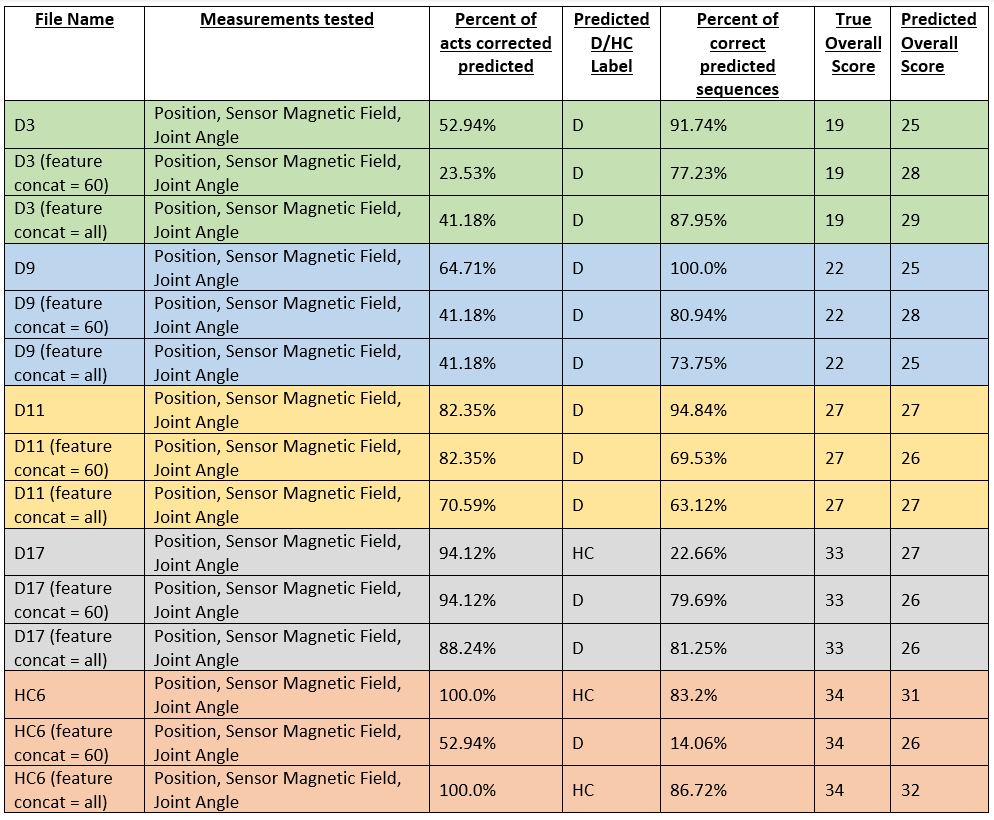 File Name Measurements tested Percent of acts corrected predicted Predicted D/HC Label Percent of correct predicted sequences True Overall Score Predicted Overall Score
D3 Position, Sensor Magnetic Field, Joint Angle 52.94% D 91.74% 19 25
D3 (feature concat = 60) Position, Sensor Magnetic Field, Joint Angle 23.53% D 77.23% 19 28
D3 (feature concat = all) Position, Sensor Magnetic Field, Joint Angle 41.18% D 87.95% 19 29
D9 Position, Sensor Magnetic Field, Joint Angle 64.71% D 100.0% 22 25
D9 (feature concat = 60) Position, Sensor Magnetic Field, Joint Angle 41.18% D 80.94% 22 28
D9 (feature concat = all) Position, Sensor Magnetic Field, Joint Angle 41.18% D 73.75% 22 25
D11 Position, Sensor Magnetic Field, Joint Angle 82.35% D 94.84% 27 27
D11 (feature concat = 60) Position, Sensor Magnetic Field, Joint Angle 82.35% D 69.53% 27 26
D11 (feature concat = all) Position, Sensor Magnetic Field, Joint Angle 70.59% D 63.12% 27 27
D17 Position, Sensor Magnetic Field, Joint Angle 94.12% HC 22.66% 33 27
D17 (feature concat = 60) Position, Sensor Magnetic Field, Joint Angle 94.12% D 79.69% 33 26
D17 (feature concat = all) Position, Sensor Magnetic Field, Joint Angle 88.24% D 81.25% 33 26
HC6 Position, Sensor Magnetic Field, Joint Angle 100.0% HC 83.2% 34 31
HC6 (feature concat = 60) Position, Sensor Magnetic Field, Joint Angle 52.94% D 14.06% 34 26
HC6 (feature concat = all) Position, Sensor Magnetic Field, Joint Angle 100.0% HC 86.72% 34 32